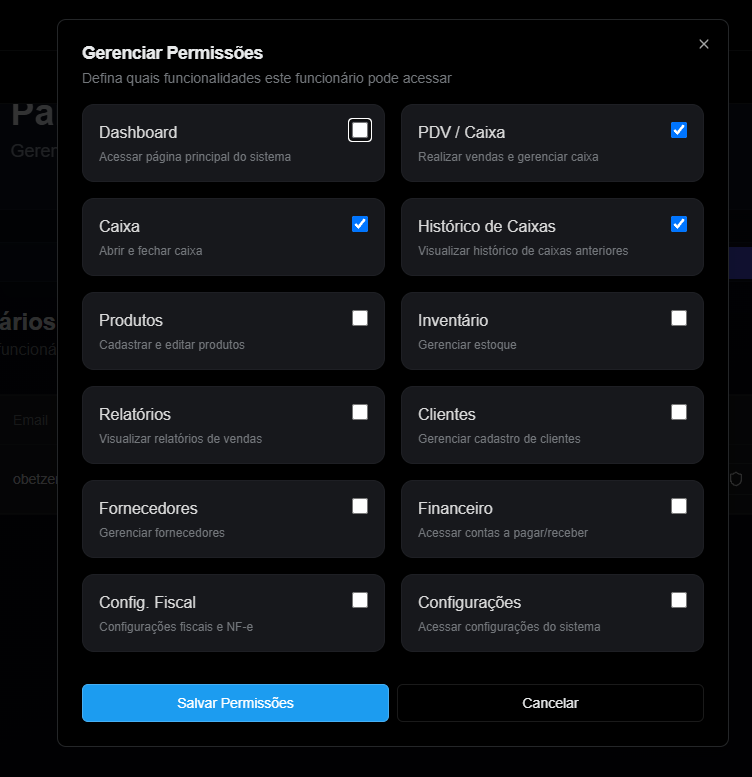 Gerenciar Permissões
Defina quais funcionalidades este funcionário pode acessar
Pa
Geren
Dashboard
Acessar página principal do sistema
PDV / Caixa
Realizar vendas e gerenciar caixa
Caixa
Abrir e fechar caixa
Histórico de Caixas
Visualizar histórico de caixas anteriores
ários
funcioná
Produtos
Cadastrar e editar produtos
Inventário
Gerenciar estoque
Email
Relatórios
Visualizar relatórios de vendas
Clientes
Gerenciar cadastro de clientes
obetzer
Fornecedores
Gerenciar fornecedores
Financeiro
Acessar contas a pagar/receber
Config. Fiscal
Configurações fiscais e NF-e
Configurações
Acessar configurações do sistema
Salvar Permissões
Cancelar